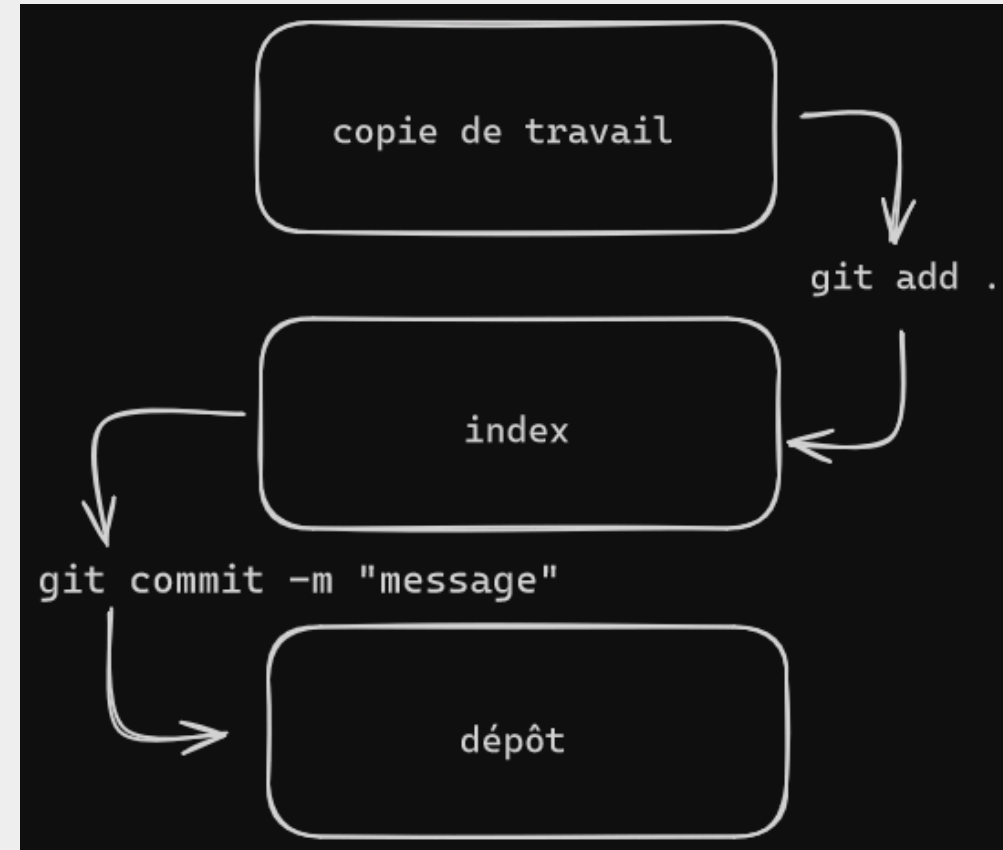 copie de travail
git add .
index
git commit -m "message"
dépôt